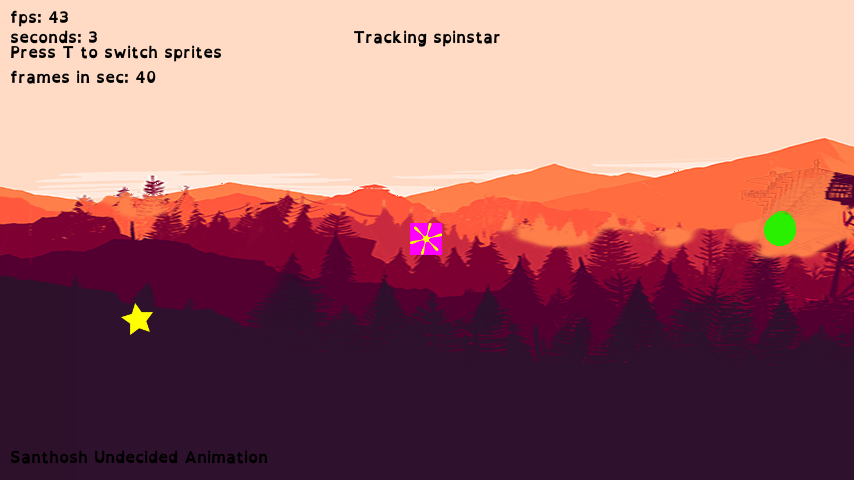 fps: 43
seconds: 3
Tracking spinstar
Press T to switch sprites
frames in sec: 40
Santhosh Undecided Animation